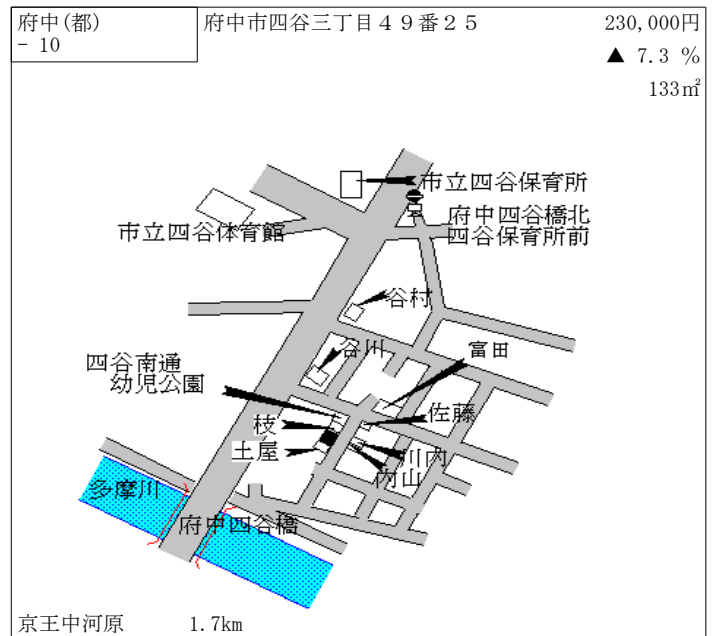 府中(都)
－10
府中市四谷三丁目４９番２５
230,000円
▲ 7.3 %
133㎡
市立四谷保育所
府中四谷橋北
四谷保育所前
市立四谷体育館
谷村
谷川
富田
四谷南通
幼児公園
佐藤
枝
土屋
川内
内山
多摩川
府中四谷橋
京王中河原 1.7km